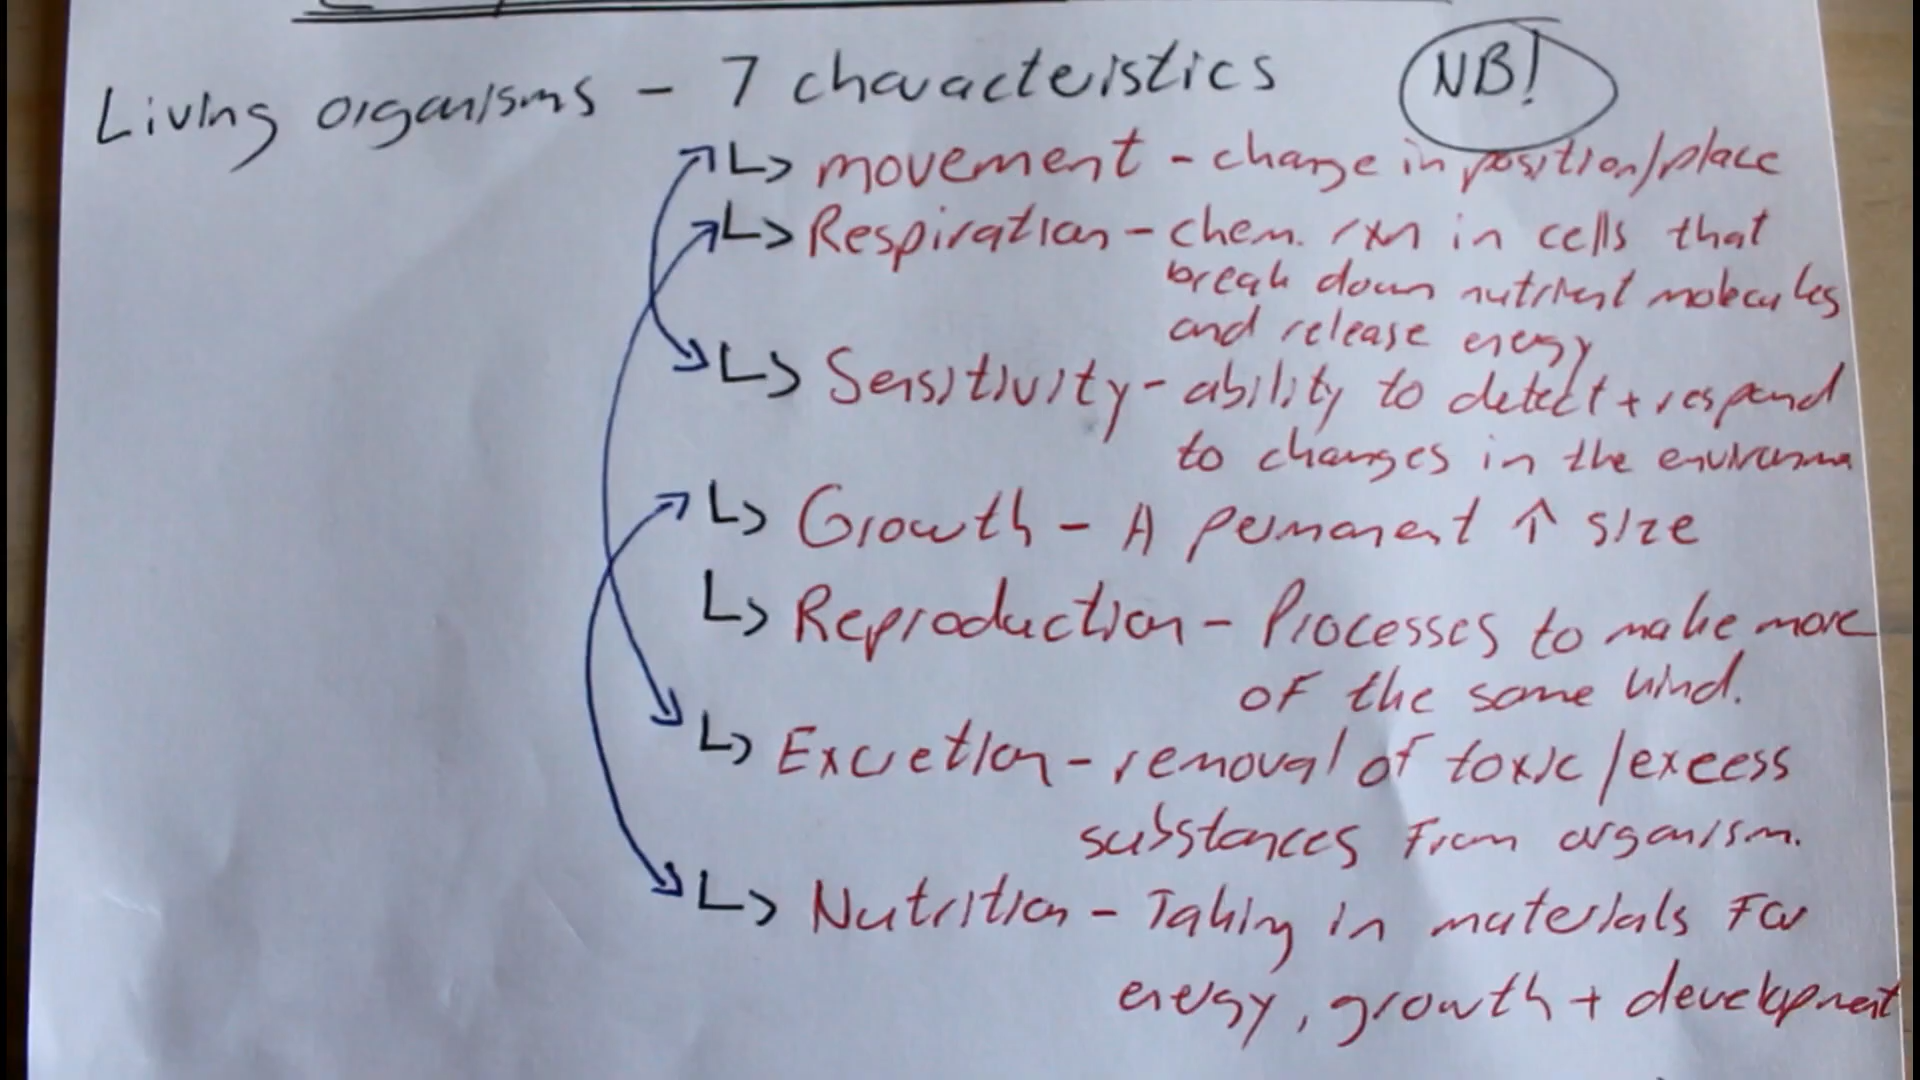 Living organisms - 7 characteristics NB!
↳ movement - change in position/place
↳ Respiration - chem. rxn in cells that
break down nutrient molecules
and release energy
↳ Sensitivity - ability to detect + respond
to changes in the environme
↳ Growth - A permanent ↑ size
↳ Reproduction - Processes to make more
of the same kind.
↳ Excretion - removal of toxic/excess
substances from organism.
↳ Nutrition - Taking in materials For
energy, growth + development